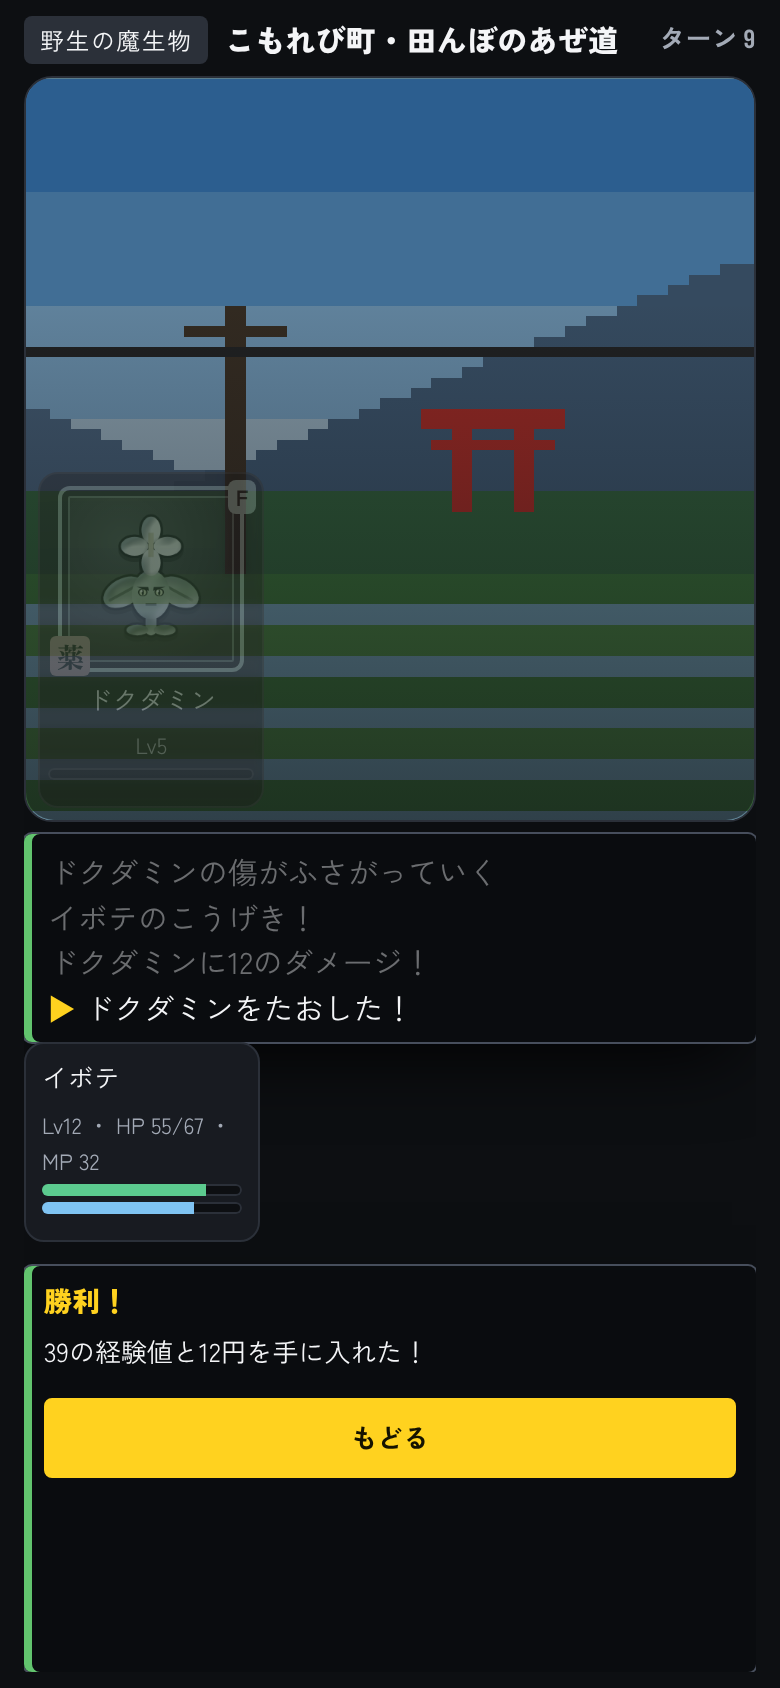 野生の魔生物 こもれび町・田んぼのあぜ道 ターン 9
F
薬
ドクダミン
Lv5
ドクダミンの傷がふさがっていく
イボテのこうげき！
ドクダミンに12のダメージ！
▶ ドクダミンをたおした！
イボテ
Lv12 ・ HP 55/67 ・
MP 32
勝利！
39の経験値と12円を手に入れた！
もどる